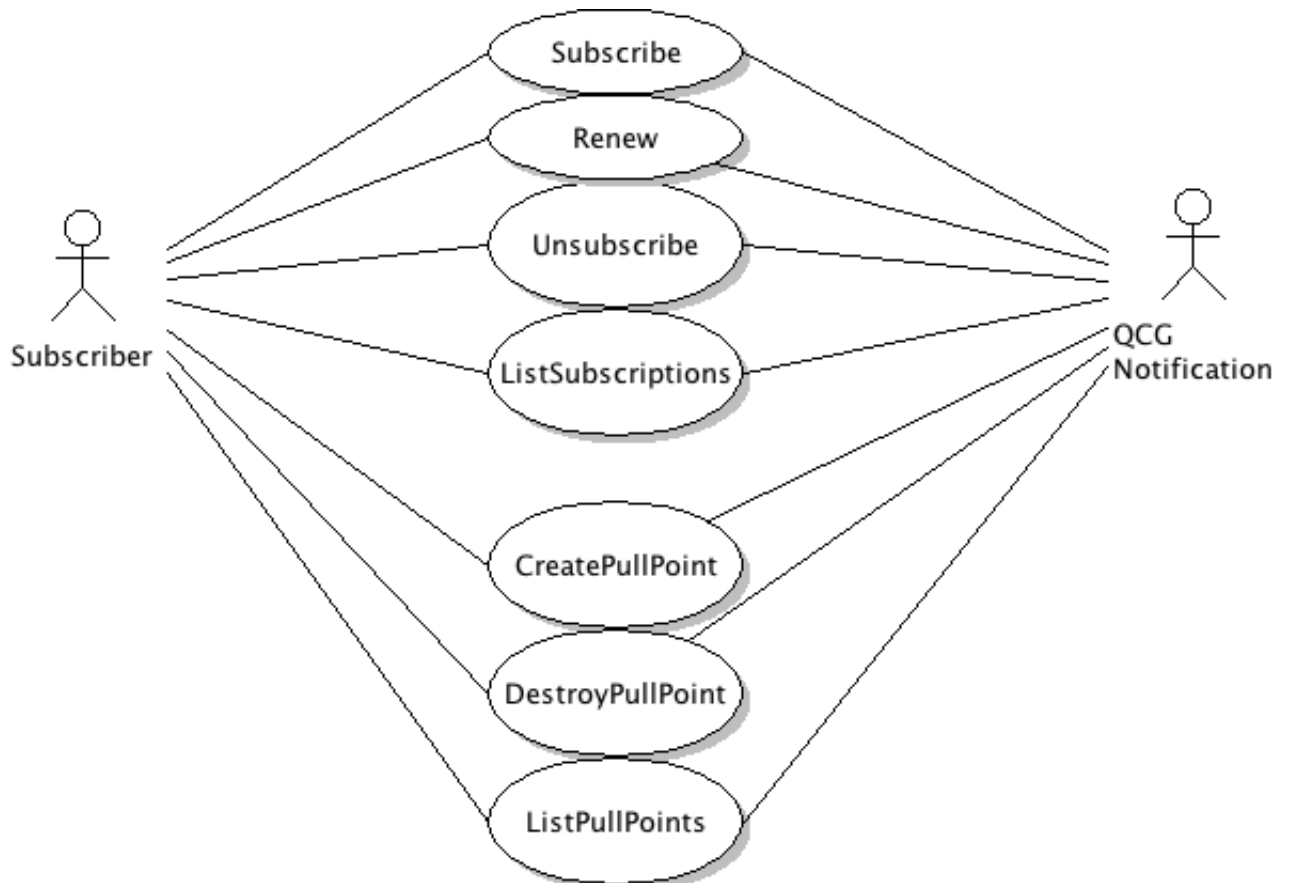 Subscribe
Renew
Unsubscribe
Subscriber
ListSubscriptions
QCG
Notification
CreatePullPoint
DestroyPullPoint
ListPullPoints